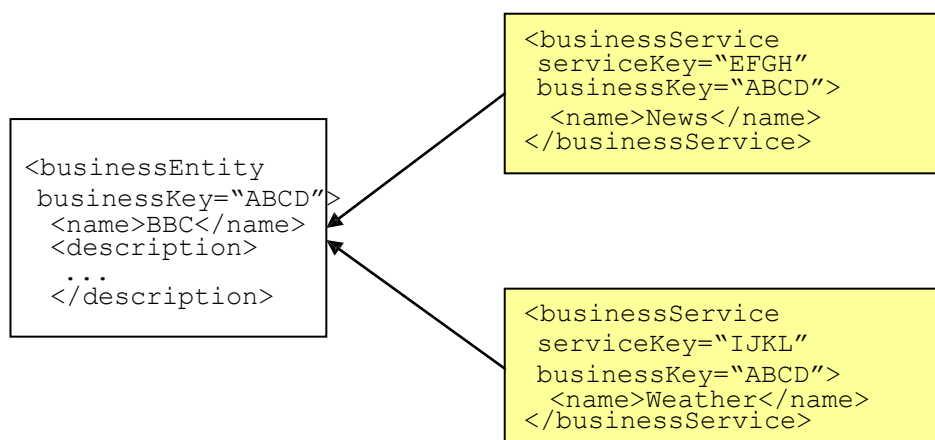 <businessEntity
businessKey=“ABCD”>
<name>BBC</name>
<description>
...
</description>
<businessService
serviceKey=“EFGH”
businessKey=“ABCD”>
<name>News</name>
</businessService>
<businessService
serviceKey=“IJKL”
businessKey=“ABCD”>
<name>Weather</name>
</businessService>